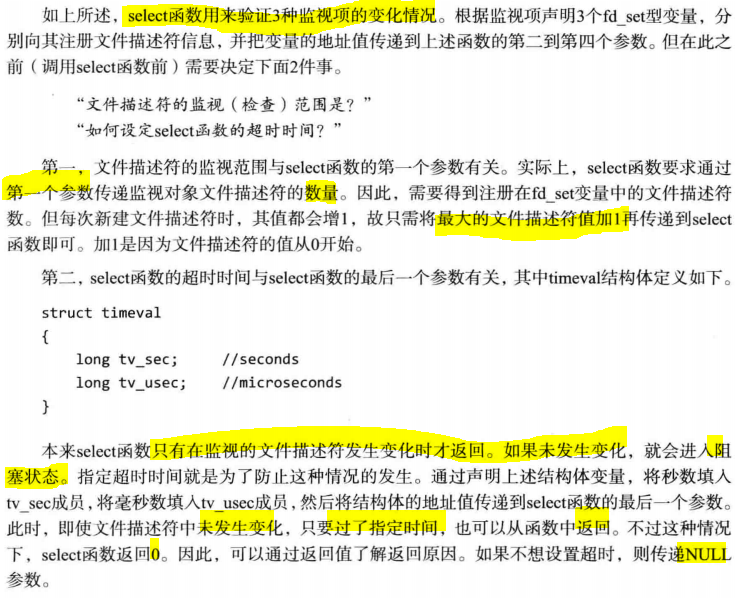 如上所述，select函数用来验证3种监视项的变化情况。根据监视项声明3个fd_set型变量，分
别向其注册文件描述符信息，并把变量的地址值传递到上述函数的第二到第四个参数。但在此之
前（调用select函数前）需要决定下面2件事。
“文件描述符的监视（检查）范围是？”
“如何设定select函数的超时时间？”
第一，文件描述符的监视范围与select函数的第一个参数有关。实际上，select函数要求通过
第一个参数传递监视对象文件描述符的数量。因此，需要得到注册在fd_set变量中的文件描述符
数。但每次新建文件描述符时，其值都会增1，故只需将最大的文件描述符值加1再传递到select
函数即可。加1是因为文件描述符的值从0开始。
第二，select函数的超时时间与select函数的最后一个参数有关，其中timeval结构体定义如下。
struct timeval
{
long tv_sec; //seconds
long tv_usec; //microseconds
}
本来select函数只有在监视的文件描述符发生变化时才返回。如果未发生变化，就会进入阻
塞状态。指定超时时间就是为了防止这种情况的发生。通过声明上述结构体变量，将秒数填入
tv_sec成员，将毫秒数填入tv_usec成员，然后将结构体的地址值传递到select函数的最后一个参数。
此时，即使文件描述符中未发生变化，只要过了指定时间，也可以从函数中返回。不过这种情况
下，select函数返回0。因此，可以通过返回值了解返回原因。如果不想设置超时，则传递NULL
参数。